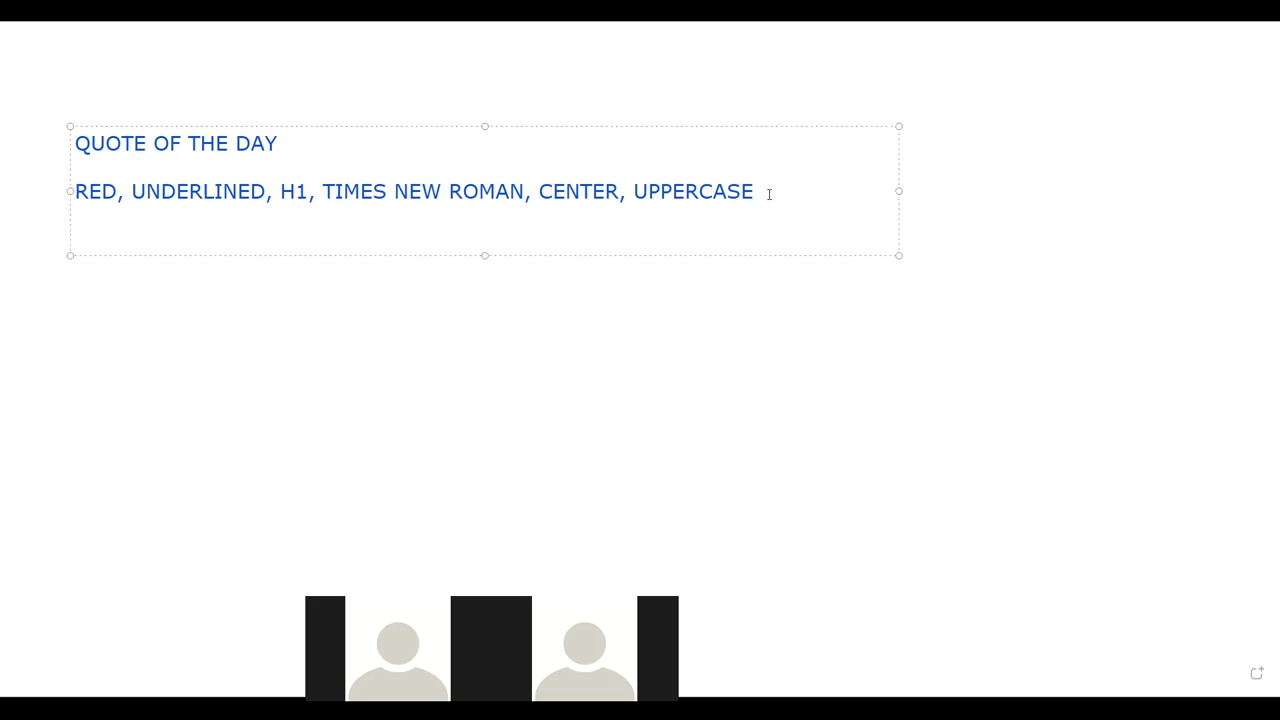 QUOTE OF THE DAY
RED, UNDERLINED, H1, TIMES NEW ROMAN, CENTER, UPPERCASE